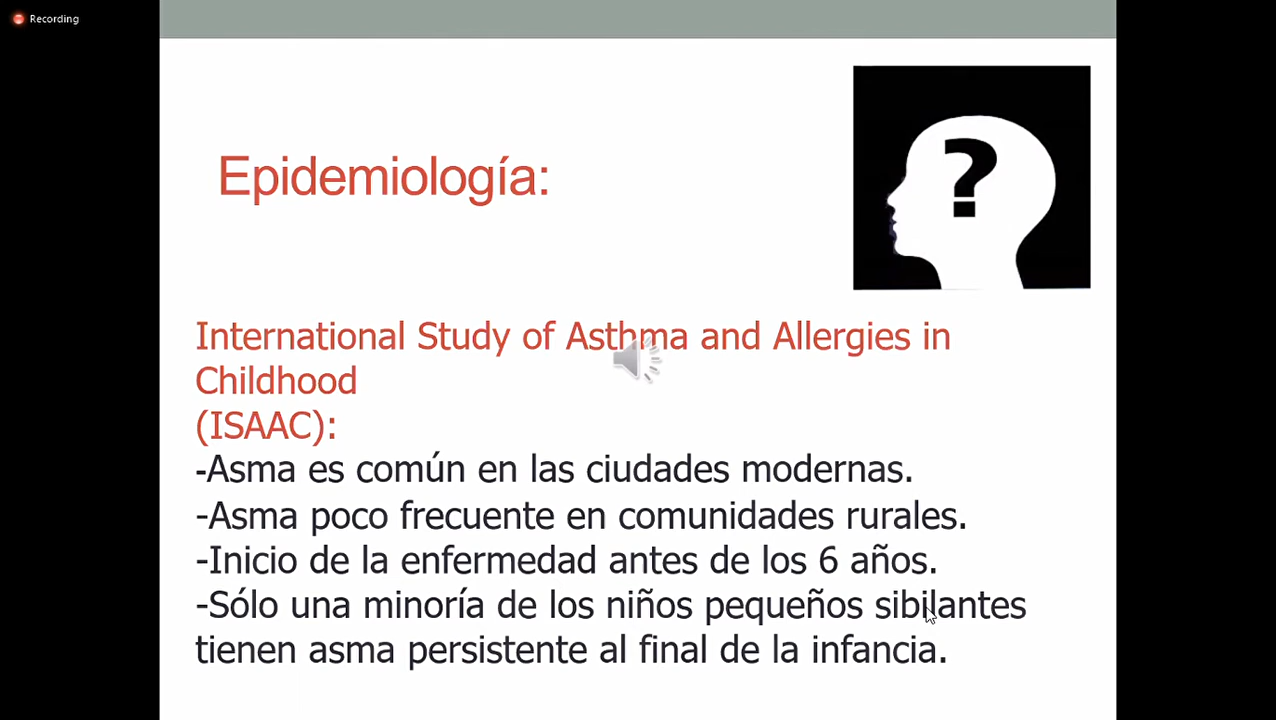 Recording
Epidemiología:
?
International Study of Asthma and Allergies in
Childhood
(ISAAC):
-Asma es común en las ciudades modernas.
-Asma poco frecuente en comunidades rurales.
-Inicio de la enfermedad antes de los 6 años.
-Sólo una minoría de los niños pequeños sibilantes
tienen asma persistente al final de la infancia.